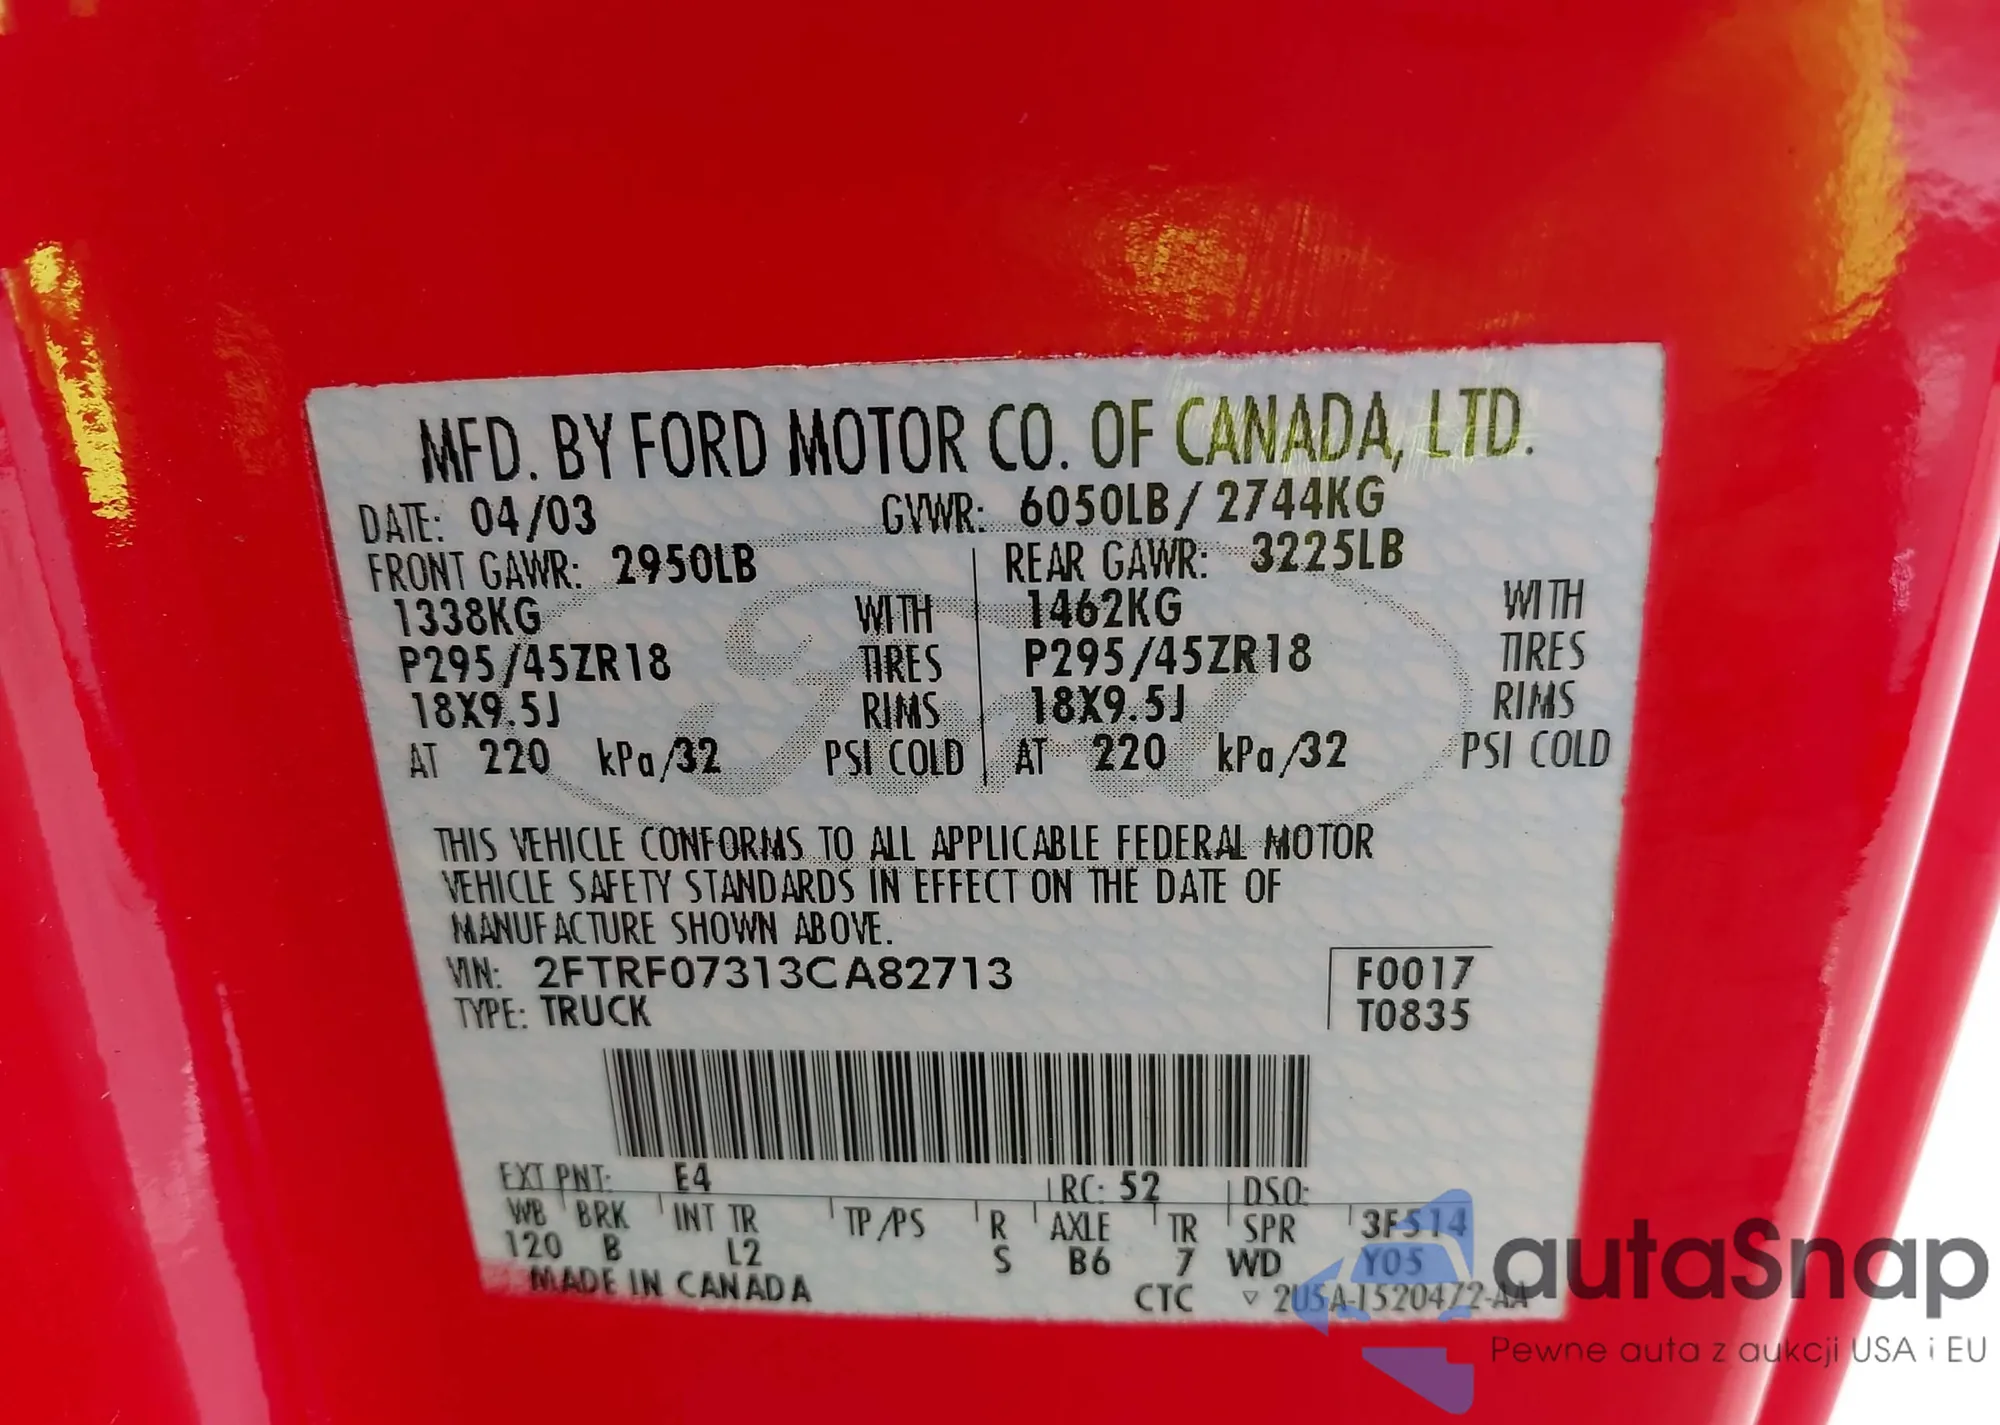 MFD. BY FORD MOTOR CO. OF CANADA, LTD.
DATE: 04/03 GVWR: 6050LB / 2744KG
FRONT GAWR: 2950LB REAR GAWR: 3225LB
1338KG WITH 1462KG WITH
P295/45ZR18 TIRES P295/45ZR18 TIRES
18X9.5J RIMS 18X9.5J RIMS
AT 220 kPa/32 PSI COLD AT 220 kPa/32 PSI COLD
THIS VEHICLE CONFORMS TO ALL APPLICABLE FEDERAL MOTOR
VEHICLE SAFETY STANDARDS IN EFFECT ON THE DATE OF
MANUFACTURE SHOWN ABOVE.
VIN: 2FTRF07313CA82713 F0017
TYPE: TRUCK T0835
EXT PNT: E4 RC: 52 DSO:
WB BRK INT TR TP/PS R AXLE TR SPR 3F514
120 B L2 S B6 7 WD Y05
MADE IN CANADA CTC ▽ 2U5A-1520472-AA
Ford
autaSnap
Pewne auta z aukcji USA i EU